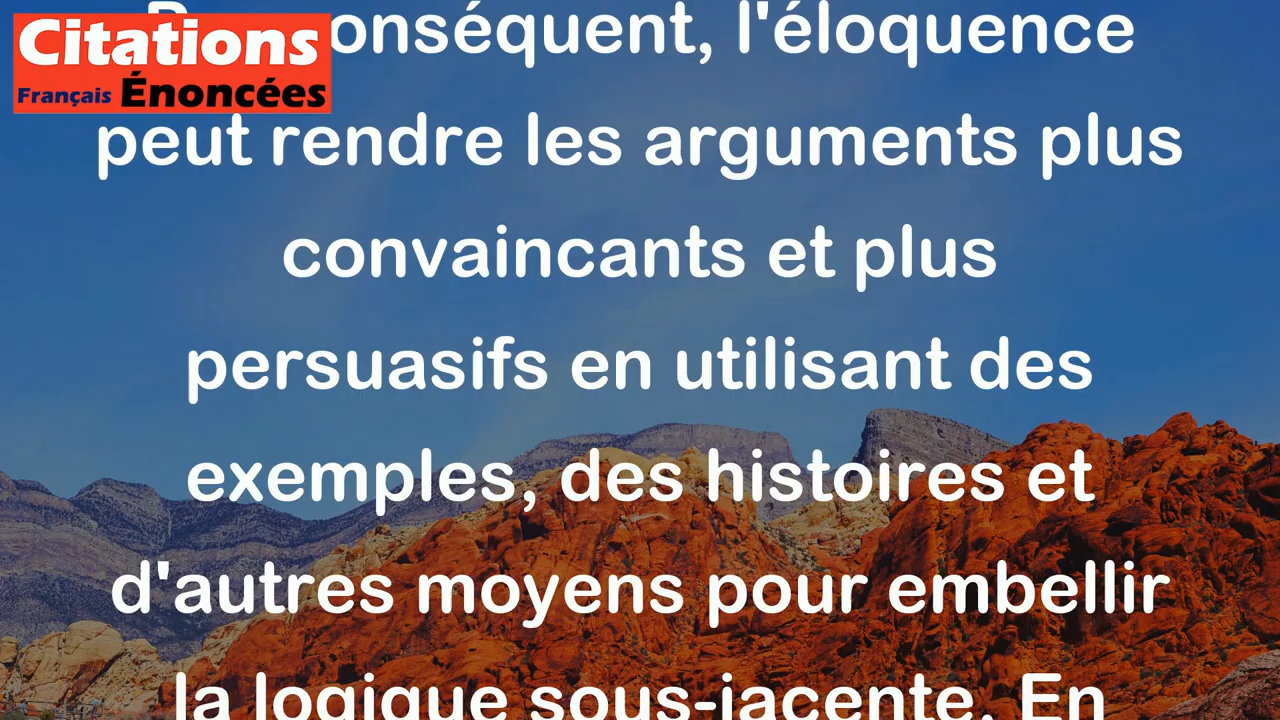 Citations
Français Énoncées
conséquent, l'éloquence
peut rendre les arguments plus
convaincants et plus
persuasifs en utilisant des
exemples, des histoires et
d'autres moyens pour embellir
la logique sous-jacente. En